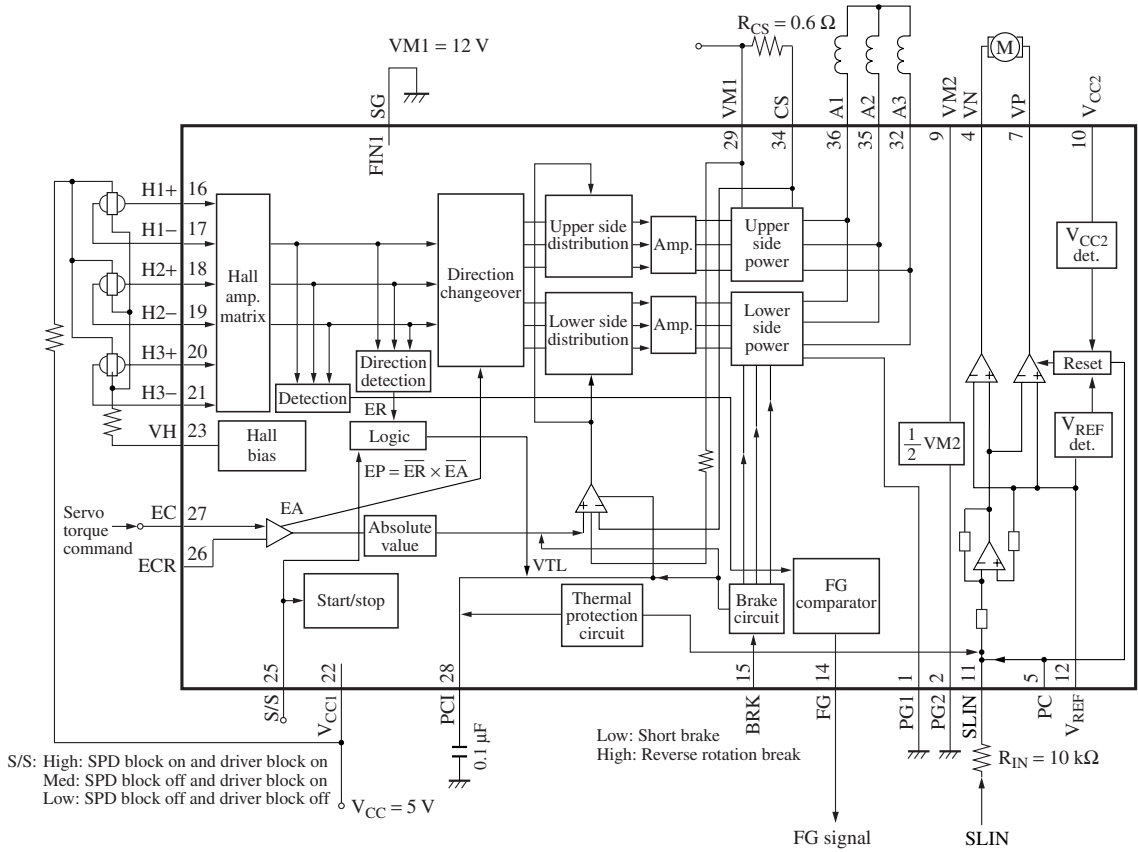 R_CS = 0.6 Ω
VM1 = 12 V
M
SG
FIN1
VM1
29
CS
34
A1
36
A2
35
A3
32
VM2
9
VN
4
VP
7
V_CC2
10
H1+
16
H1−
17
H2+
18
H2−
19
H3+
20
H3−
21
VH
23
Hall
amp.
matrix
Direction
changeover
Upper side
distribution
Amp.
Upper
side
power
Lower side
distribution
Amp.
Lower
side
power
V_CC2
det.
Direction
detection
Detection
ER
Logic
Hall
bias
EP = E̅R̅ × E̅A̅
Reset
V_REF
det.
1/2 VM2
+ −
− +
− +
− +
Servo
torque
command
EC
27
EA
ECR
26
Absolute
value
VTL
Start/stop
Thermal
protection
circuit
Brake
circuit
FG
comparator
25
S/S
22
V_CC1
28
PCI
15
BRK
14
FG
1
PG1
2
PG2
11
SLIN
5
PC
12
V_REF
0.1 µF
Low: Short brake
High: Reverse rotation break
R_IN = 10 kΩ
S/S: High: SPD block on and driver block on
Med: SPD block off and driver block on
Low: SPD block off and driver block off
V_CC = 5 V
FG signal
SLIN